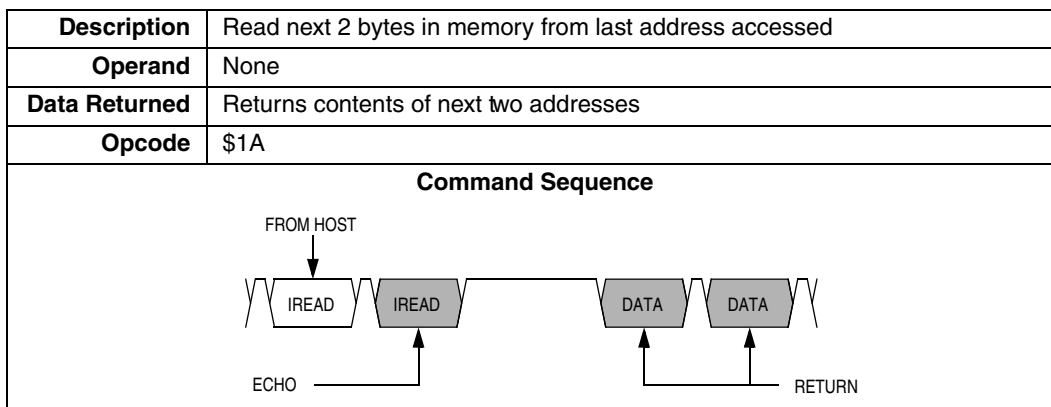 Description Read next 2 bytes in memory from last address accessed
Operand None
Data Returned Returns contents of next two addresses
Opcode $1A
Command Sequence
FROM HOST
IREAD IREAD DATA DATA
ECHO RETURN